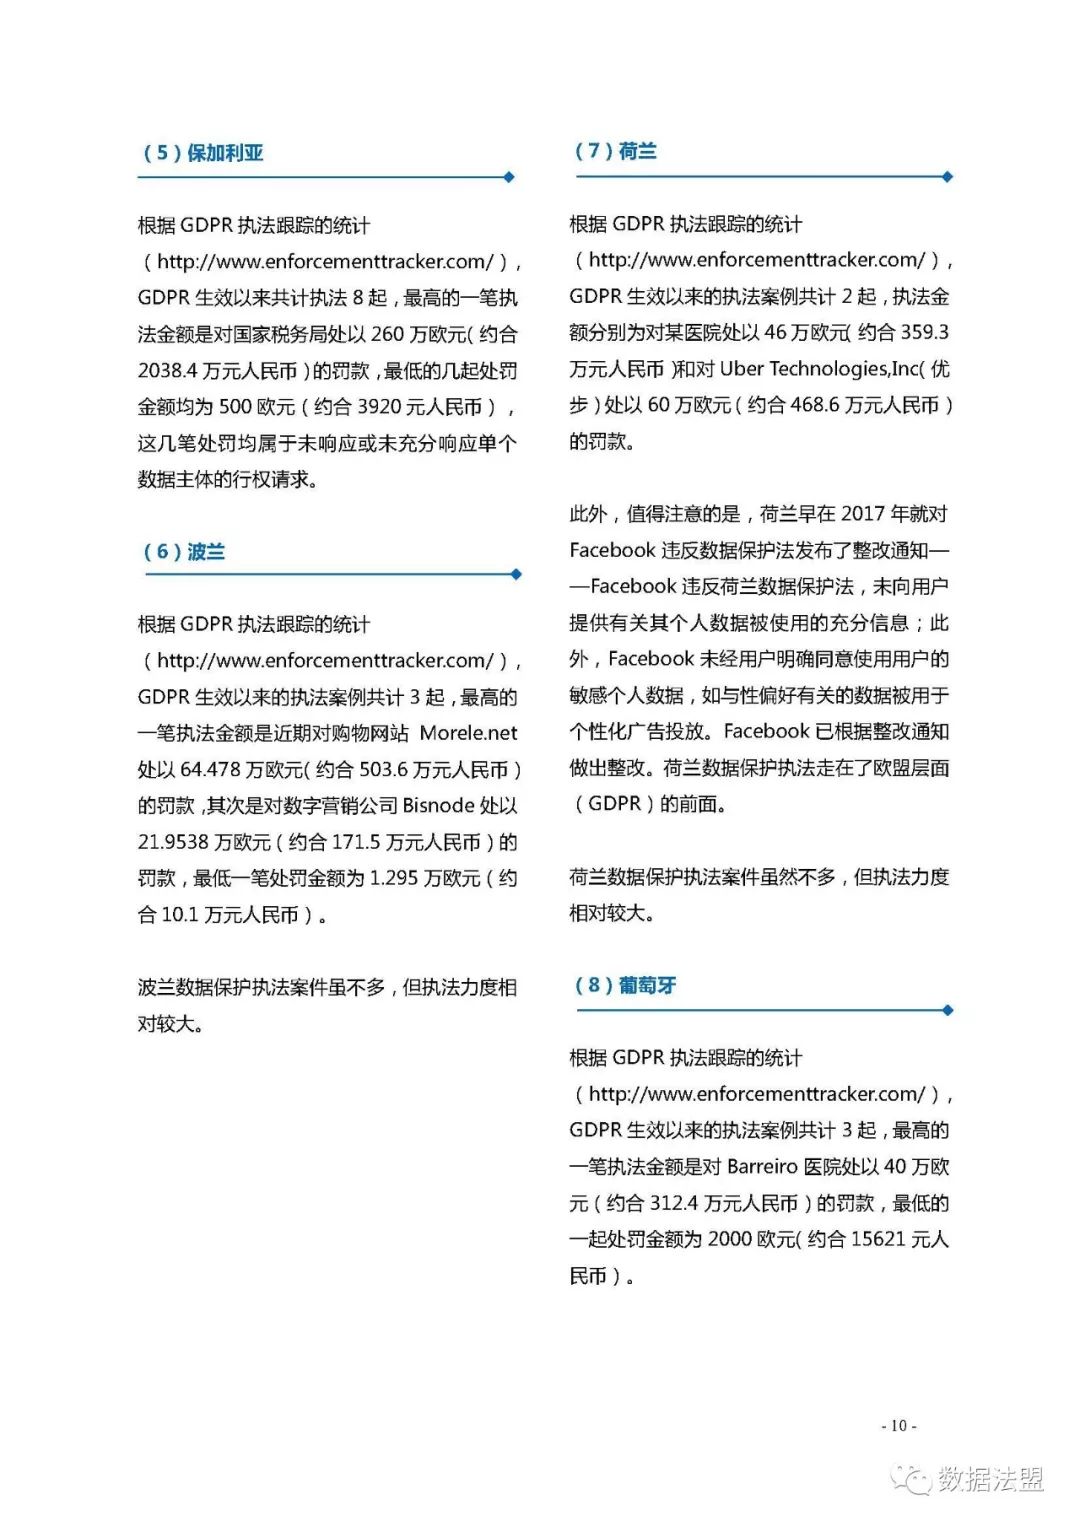 （5）保加利亚
根据 GDPR 执法跟踪的统计
（http://www.enforcementtracker.com/），
GDPR 生效以来共计执法 8 起，最高的一笔执
法金额是对国家税务局处以 260 万欧元（约合
2038.4 万元人民币）的罚款，最低的几起处罚
金额均为 500 欧元（约合 3920 元人民币），
这几笔处罚均属于未响应或未充分响应单个
数据主体的行权请求。
（6）波兰
根据 GDPR 执法跟踪的统计
（http://www.enforcementtracker.com/），
GDPR 生效以来的执法案例共计 3 起，最高的
一笔执法金额是近期对购物网站 Morele.net
处以 64.478 万欧元（约合 503.6 万元人民币）
的罚款，其次是对数字营销公司 Bisnode 处以
21.9538 万欧元（约合 171.5 万元人民币）的
罚款，最低一笔处罚金额为 1.295 万欧元（约
合 10.1 万元人民币）。
波兰数据保护执法案件虽不多，但执法力度相
对较大。
（7）荷兰
根据 GDPR 执法跟踪的统计
（http://www.enforcementtracker.com/），
GDPR 生效以来的执法案例共计 2 起，执法金
额分别为对某医院处以 46 万欧元（约合 359.3
万元人民币）和对 Uber Technologies,Inc（优
步）处以 60 万欧元（约合 468.6 万元人民币）
的罚款。
此外，值得注意的是，荷兰早在 2017 年就对
Facebook 违反数据保护法发布了整改通知—
—Facebook 违反荷兰数据保护法，未向用户
提供有关其个人数据被使用的充分信息；此
外，Facebook 未经用户明确同意使用用户的
敏感个人数据，如与性偏好有关的数据被用于
个性化广告投放。Facebook 已根据整改通知
做出整改。荷兰数据保护执法走在了欧盟层面
（GDPR）的前面。
荷兰数据保护执法案件虽然不多，但执法力度
相对较大。
（8）葡萄牙
根据 GDPR 执法跟踪的统计
（http://www.enforcementtracker.com/），
GDPR 生效以来的执法案例共计 3 起，最高的
一笔执法金额是对 Barreiro 医院处以 40 万欧
元（约合 312.4 万元人民币）的罚款，最低的
一起处罚金额为 2000 欧元（约合 15621 元人
民币）。
- 10 -
数据法盟